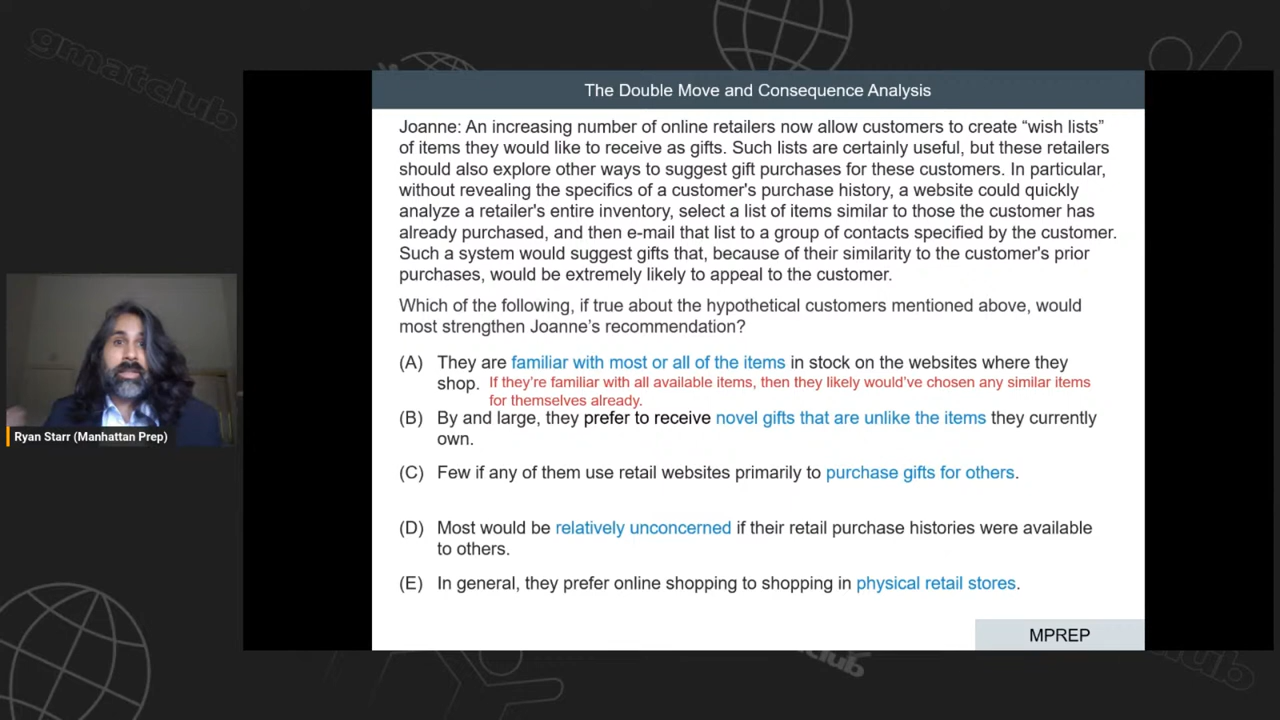 gmatclub
The Double Move and Consequence Analysis
Joanne: An increasing number of online retailers now allow customers to create “wish lists”
of items they would like to receive as gifts. Such lists are certainly useful, but these retailers
should also explore other ways to suggest gift purchases for these customers. In particular,
without revealing the specifics of a customer's purchase history, a website could quickly
analyze a retailer's entire inventory, select a list of items similar to those the customer has
already purchased, and then e-mail that list to a group of contacts specified by the customer.
Such a system would suggest gifts that, because of their similarity to the customer's prior
purchases, would be extremely likely to appeal to the customer.
Which of the following, if true about the hypothetical customers mentioned above, would
most strengthen Joanne’s recommendation?
(A) They are familiar with most or all of the items in stock on the websites where they
shop. If they’re familiar with all available items, then they likely would’ve chosen any similar items
for themselves already.
(B) By and large, they prefer to receive novel gifts that are unlike the items they currently
own.
(C) Few if any of them use retail websites primarily to purchase gifts for others.
(D) Most would be relatively unconcerned if their retail purchase histories were available
to others.
(E) In general, they prefer online shopping to shopping in physical retail stores.
MPREP
Ryan Starr (Manhattan Prep)
club